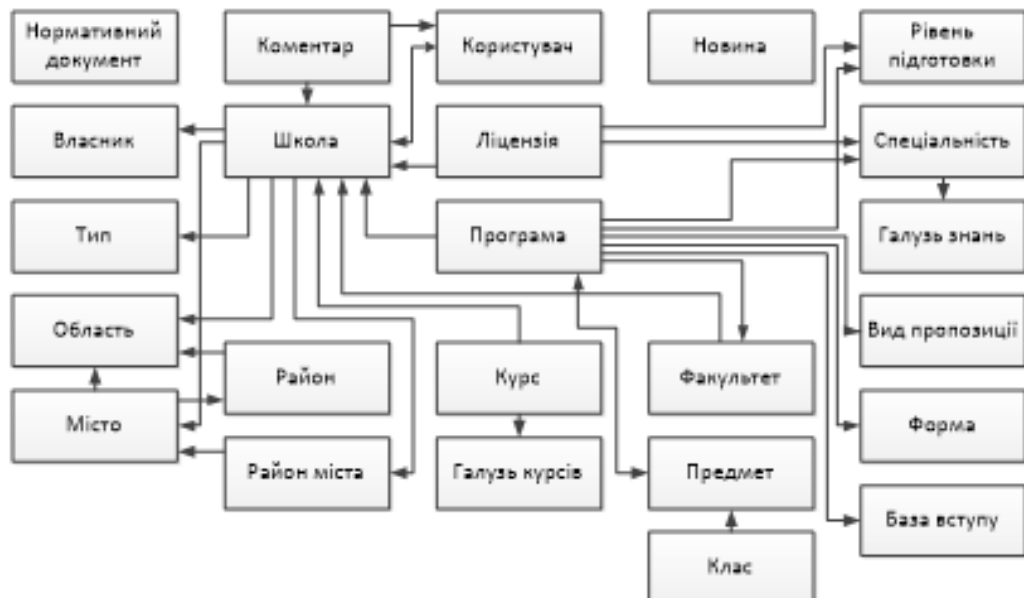 Нормативний
документ
Коментар
Користувач
Новина
Рівень
підготовки
Власник
Школа
Ліцензія
Спеціальність
Тип
Програма
Галузь знань
Область
Район
Курс
Факультет
Вид пропозиції
Місто
Форма
Район міста
Галузь курсів
Предмет
База вступу
Клас